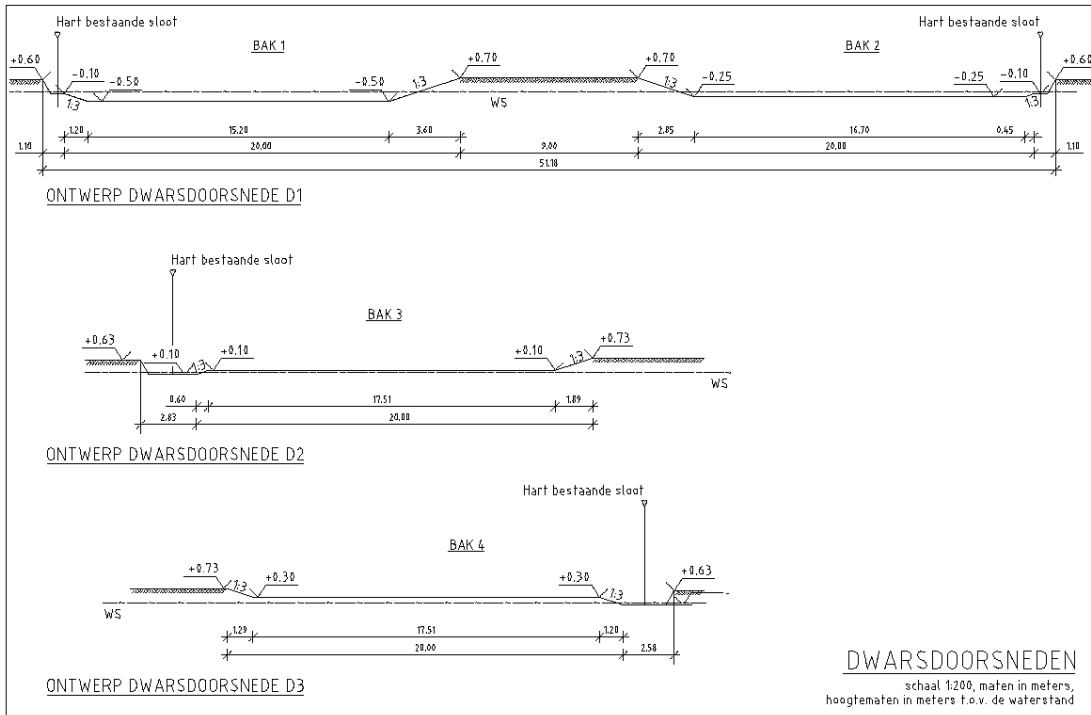 Hart bestaande sloot
Hart bestaande sloot
BAK 1
BAK 2
+0.60
-0.10
-0.50
-0.50
1:3
+0.70
+0.70
1:3
-0.25
-0.25
-0.10
+0.60
1:3
WS
1:3
1.20
15.20
3.60
2.85
16.70
0.45
1.10
20.00
9.00
20.00
1.10
51.18
ONTWERP DWARSDOORSNEDE D1
Hart bestaande sloot
BAK 3
+0.63
+0.10
1:3
+0.10
+0.10
1:3
+0.73
WS
0.60
17.51
1.89
2.83
20.00
ONTWERP DWARSDOORSNEDE D2
Hart bestaande sloot
BAK 4
+0.73
1:3
+0.30
+0.30
1:3
+0.63
WS
1.29
17.51
1.20
20.00
2.58
ONTWERP DWARSDOORSNEDE D3
DWARSDOORSNEDEN
schaal 1:200, maten in meters,
hoogtematen in meters t.o.v. de waterstand